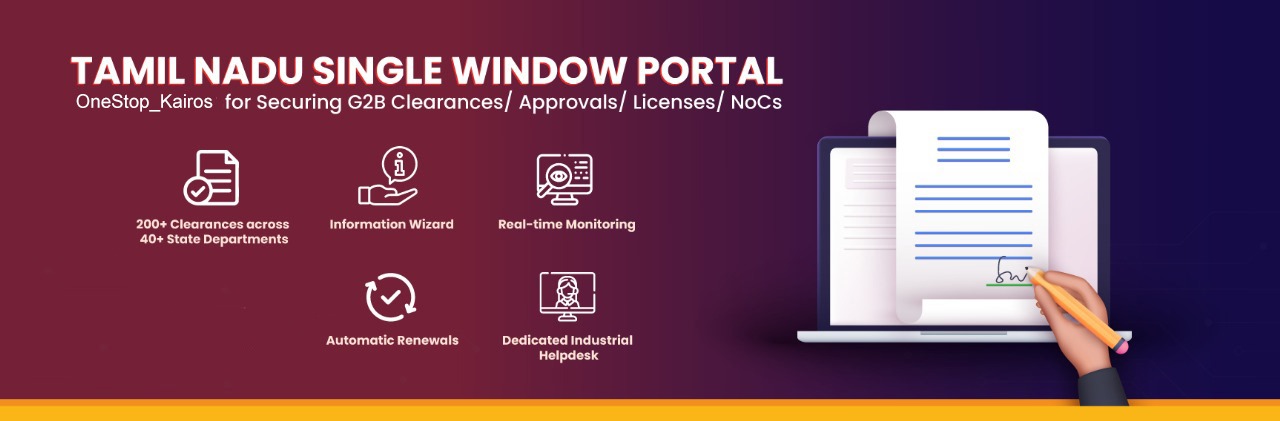 TAMIL NADU SINGLE WINDOW PORTAL
OneStop_Kairos for Securing G2B Clearances/ Approvals/ Licenses/ NoCs
200+ Clearances across
40+ State Departments
Information Wizard
Real-time Monitoring
Automatic Renewals
Dedicated Industrial
Helpdesk